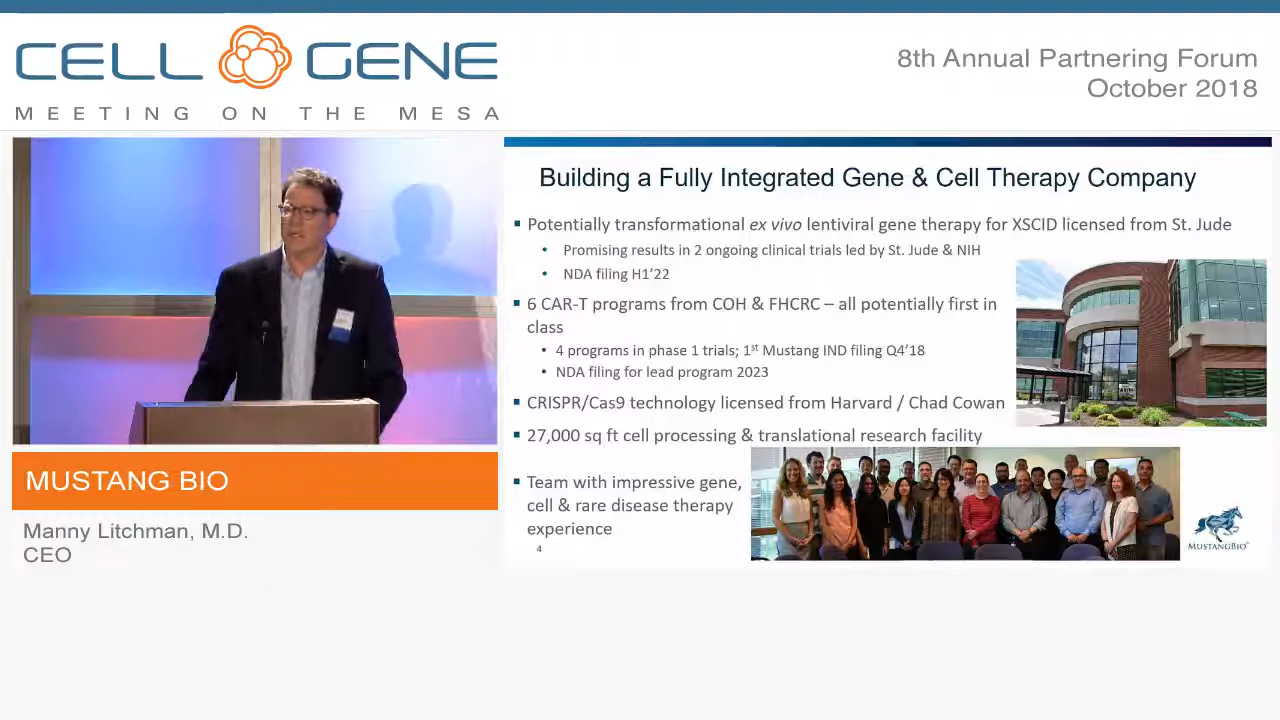 CELL GENE
MEETING ON THE MESA
8th Annual Partnering Forum
October 2018
Building a Fully Integrated Gene & Cell Therapy Company
▪ Potentially transformational ex vivo lentiviral gene therapy for XSCID licensed from St. Jude
• Promising results in 2 ongoing clinical trials led by St. Jude & NIH
• NDA filing H1'22
▪ 6 CAR-T programs from COH & FHCRC – all potentially first in
class
• 4 programs in phase 1 trials; 1st Mustang IND filing Q4'18
• NDA filing for lead program 2023
▪ CRISPR/Cas9 technology licensed from Harvard / Chad Cowan
▪ 27,000 sq ft cell processing & translational research facility
▪ Team with impressive gene,
cell & rare disease therapy
experience
4
MUSTANGBIO
MUSTANG BIO
Manny Litchman, M.D.
CEO